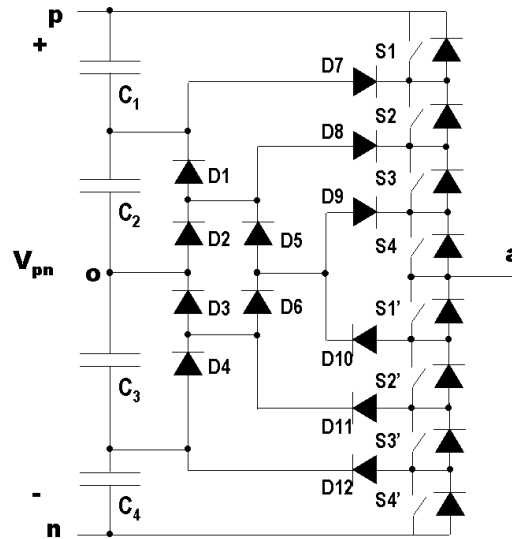 p
+
S1
D7
C1
S2
D8
D1
S3
D9
C2
D2
D5
S4
Vpn
o
a
D3
D6
S1'
D10
D4
S2'
C3
D11
S3'
D12
-
C4
S4'
n